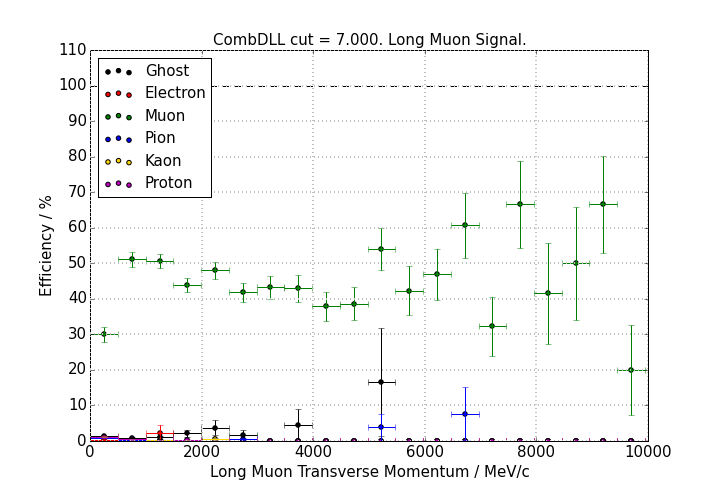 CombDLL cut = 7.000. Long Muon Signal.
Efficiency / %
110
100
90
80
70
60
50
40
30
20
10
0
Ghost
Electron
Muon
Pion
Kaon
Proton
0 2000 4000 6000 8000 10000
Long Muon Transverse Momentum / MeV/c